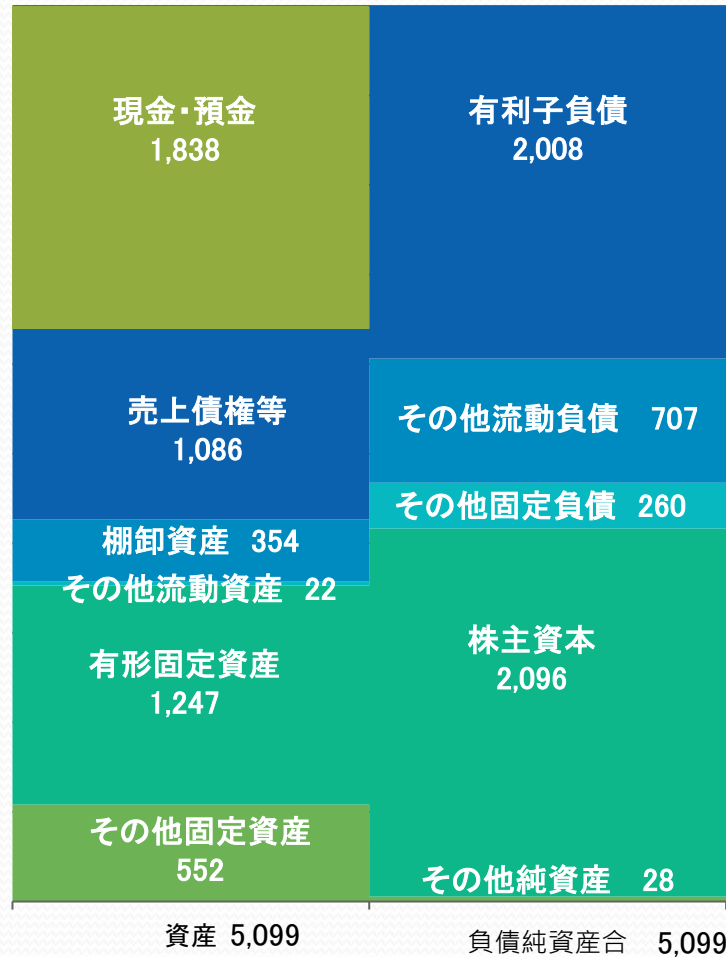 現金・預金
1,838
売上債権等
1,086
棚卸資産 354
その他流動資産 22
有形固定資産
1,247
その他固定資産
552
資産 5,099
有利子負債
2,008
その他流動負債 707
その他固定負債 260
株主資本
2,096
その他純資産 28
負債純資産合 5,099